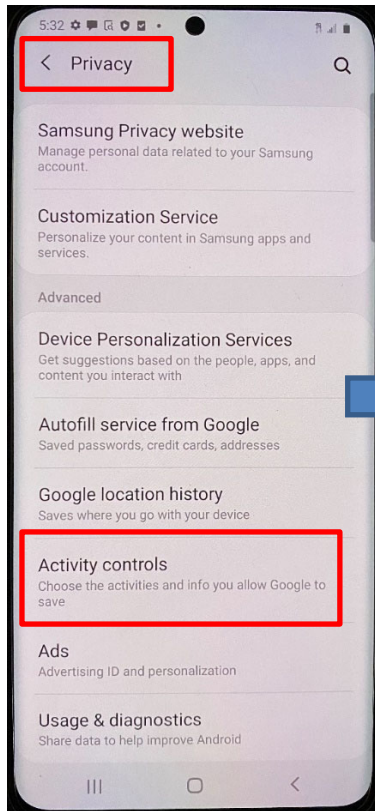 5:32
Privacy
Samsung Privacy website
Manage personal data related to your Samsung
account.
Customization Service
Personalize your content in Samsung apps and
services.
Advanced
Device Personalization Services
Get suggestions based on the people, apps, and
content you interact with
Autofill service from Google
Saved passwords, credit cards, addresses
Google location history
Saves where you go with your device
Activity controls
Choose the activities and info you allow Google to
save
Ads
Advertising ID and personalization
Usage & diagnostics
Share data to help improve Android